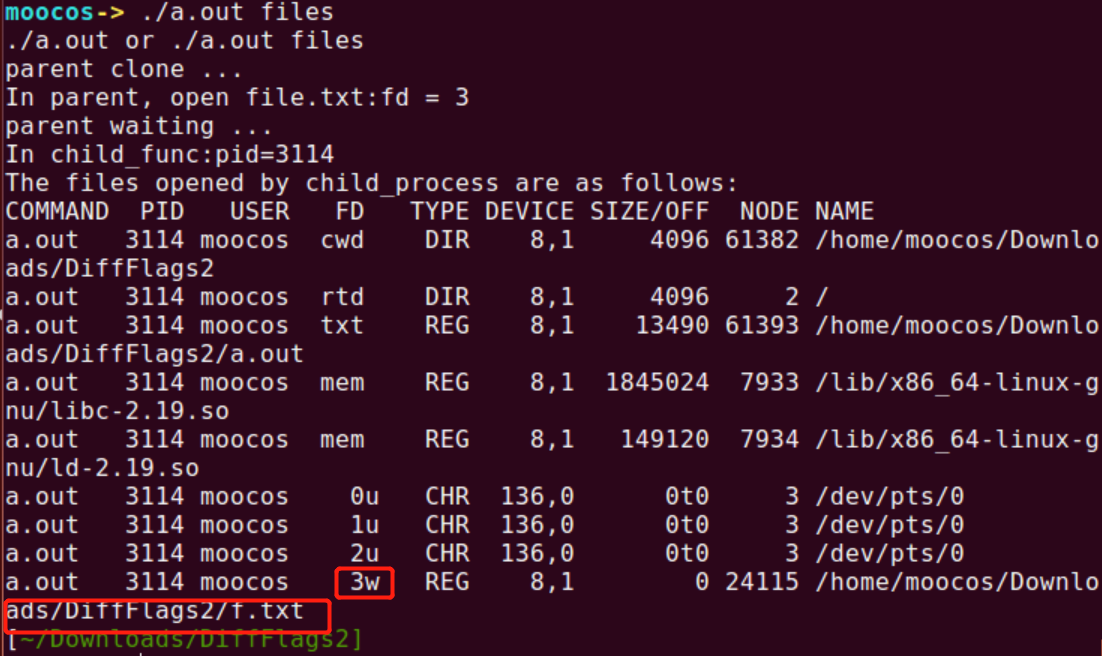 moocos-> ./a.out files
./a.out or ./a.out files
parent clone ...
In parent, open file.txt:fd = 3
parent waiting ...
In child_func:pid=3114
The files opened by child_process are as follows:
COMMAND  PID   USER   FD   TYPE DEVICE SIZE/OFF  NODE NAME
a.out   3114 moocos  cwd    DIR    8,1     4096 61382 /home/moocos/Downlo
ads/DiffFlags2
a.out   3114 moocos  rtd    DIR    8,1     4096     2 /
a.out   3114 moocos  txt    REG    8,1    13490 61393 /home/moocos/Downlo
ads/DiffFlags2/a.out
a.out   3114 moocos  mem    REG    8,1  1845024  7933 /lib/x86_64-linux-g
nu/libc-2.19.so
a.out   3114 moocos  mem    REG    8,1   149120  7934 /lib/x86_64-linux-g
nu/ld-2.19.so
a.out   3114 moocos    0u   CHR  136,0      0t0     3 /dev/pts/0
a.out   3114 moocos    1u   CHR  136,0      0t0     3 /dev/pts/0
a.out   3114 moocos    2u   CHR  136,0      0t0     3 /dev/pts/0
a.out   3114 moocos    3w   REG    8,1        0 24115 /home/moocos/Downlo
ads/DiffFlags2/f.txt
[~/Downloads/DiffFlags2]